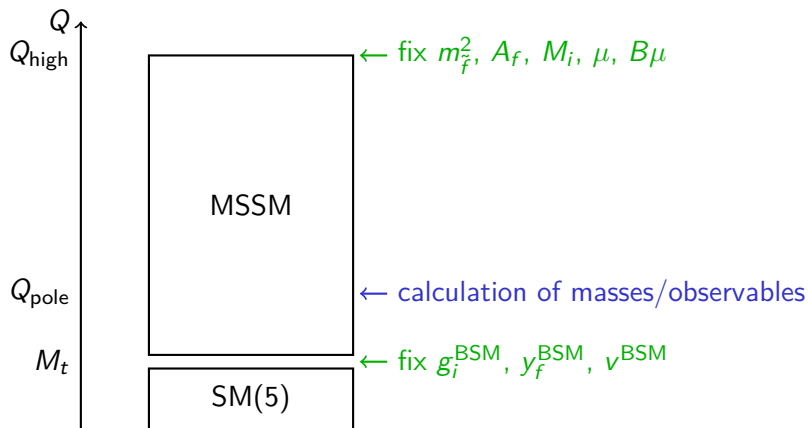 Q
Q_high ← fix m²_f̃, A_f, M_i, μ, Bμ
MSSM
Q_pole ← calculation of masses/observables
M_t ← fix g_i^BSM, y_f^BSM, v^BSM
SM(5)